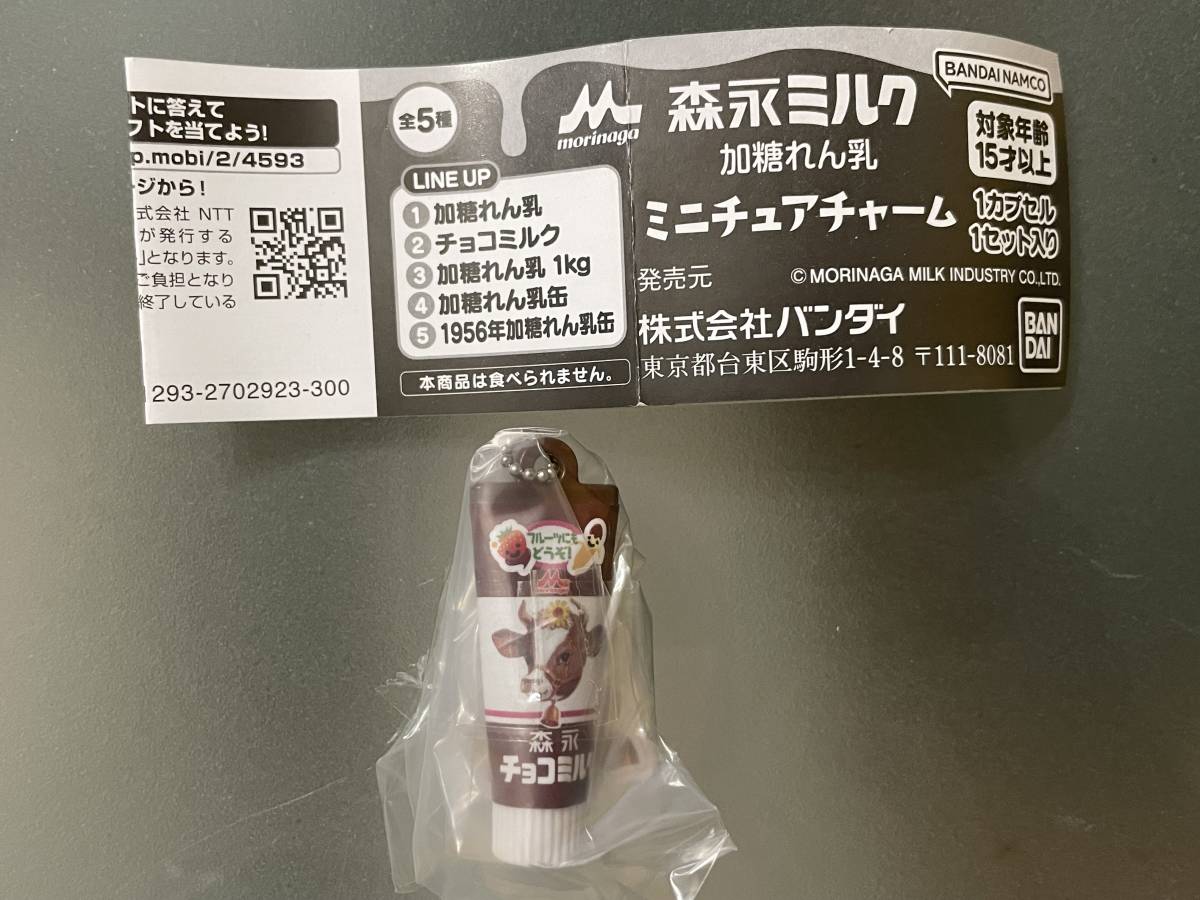 トに答えて
フトを当てよう!
p.mobi/2/4593
ジから!
式会社 NTT
が発行する
」となります。
ご負担となり
終了している
293-2702923-300
全5種
LINE UP
1 加糖れん乳
2 チョコミルク
3 加糖れん乳 1kg
4 加糖れん乳缶
5 1956年加糖れん乳缶
本商品は食べられません。
morinaga
森永ミルク
加糖れん乳
ミニチュアチャーム
BANDAI NAMCO
対象年齢
15才以上
1カプセル
1セット入り
発売元
©MORINAGA MILK INDUSTRY CO.,LTD.
株式会社バンダイ
東京都台東区駒形1-4-8 〒111-8081
BAN
DAI
フルーツにも
どうぞ!
森永
チョコミルク